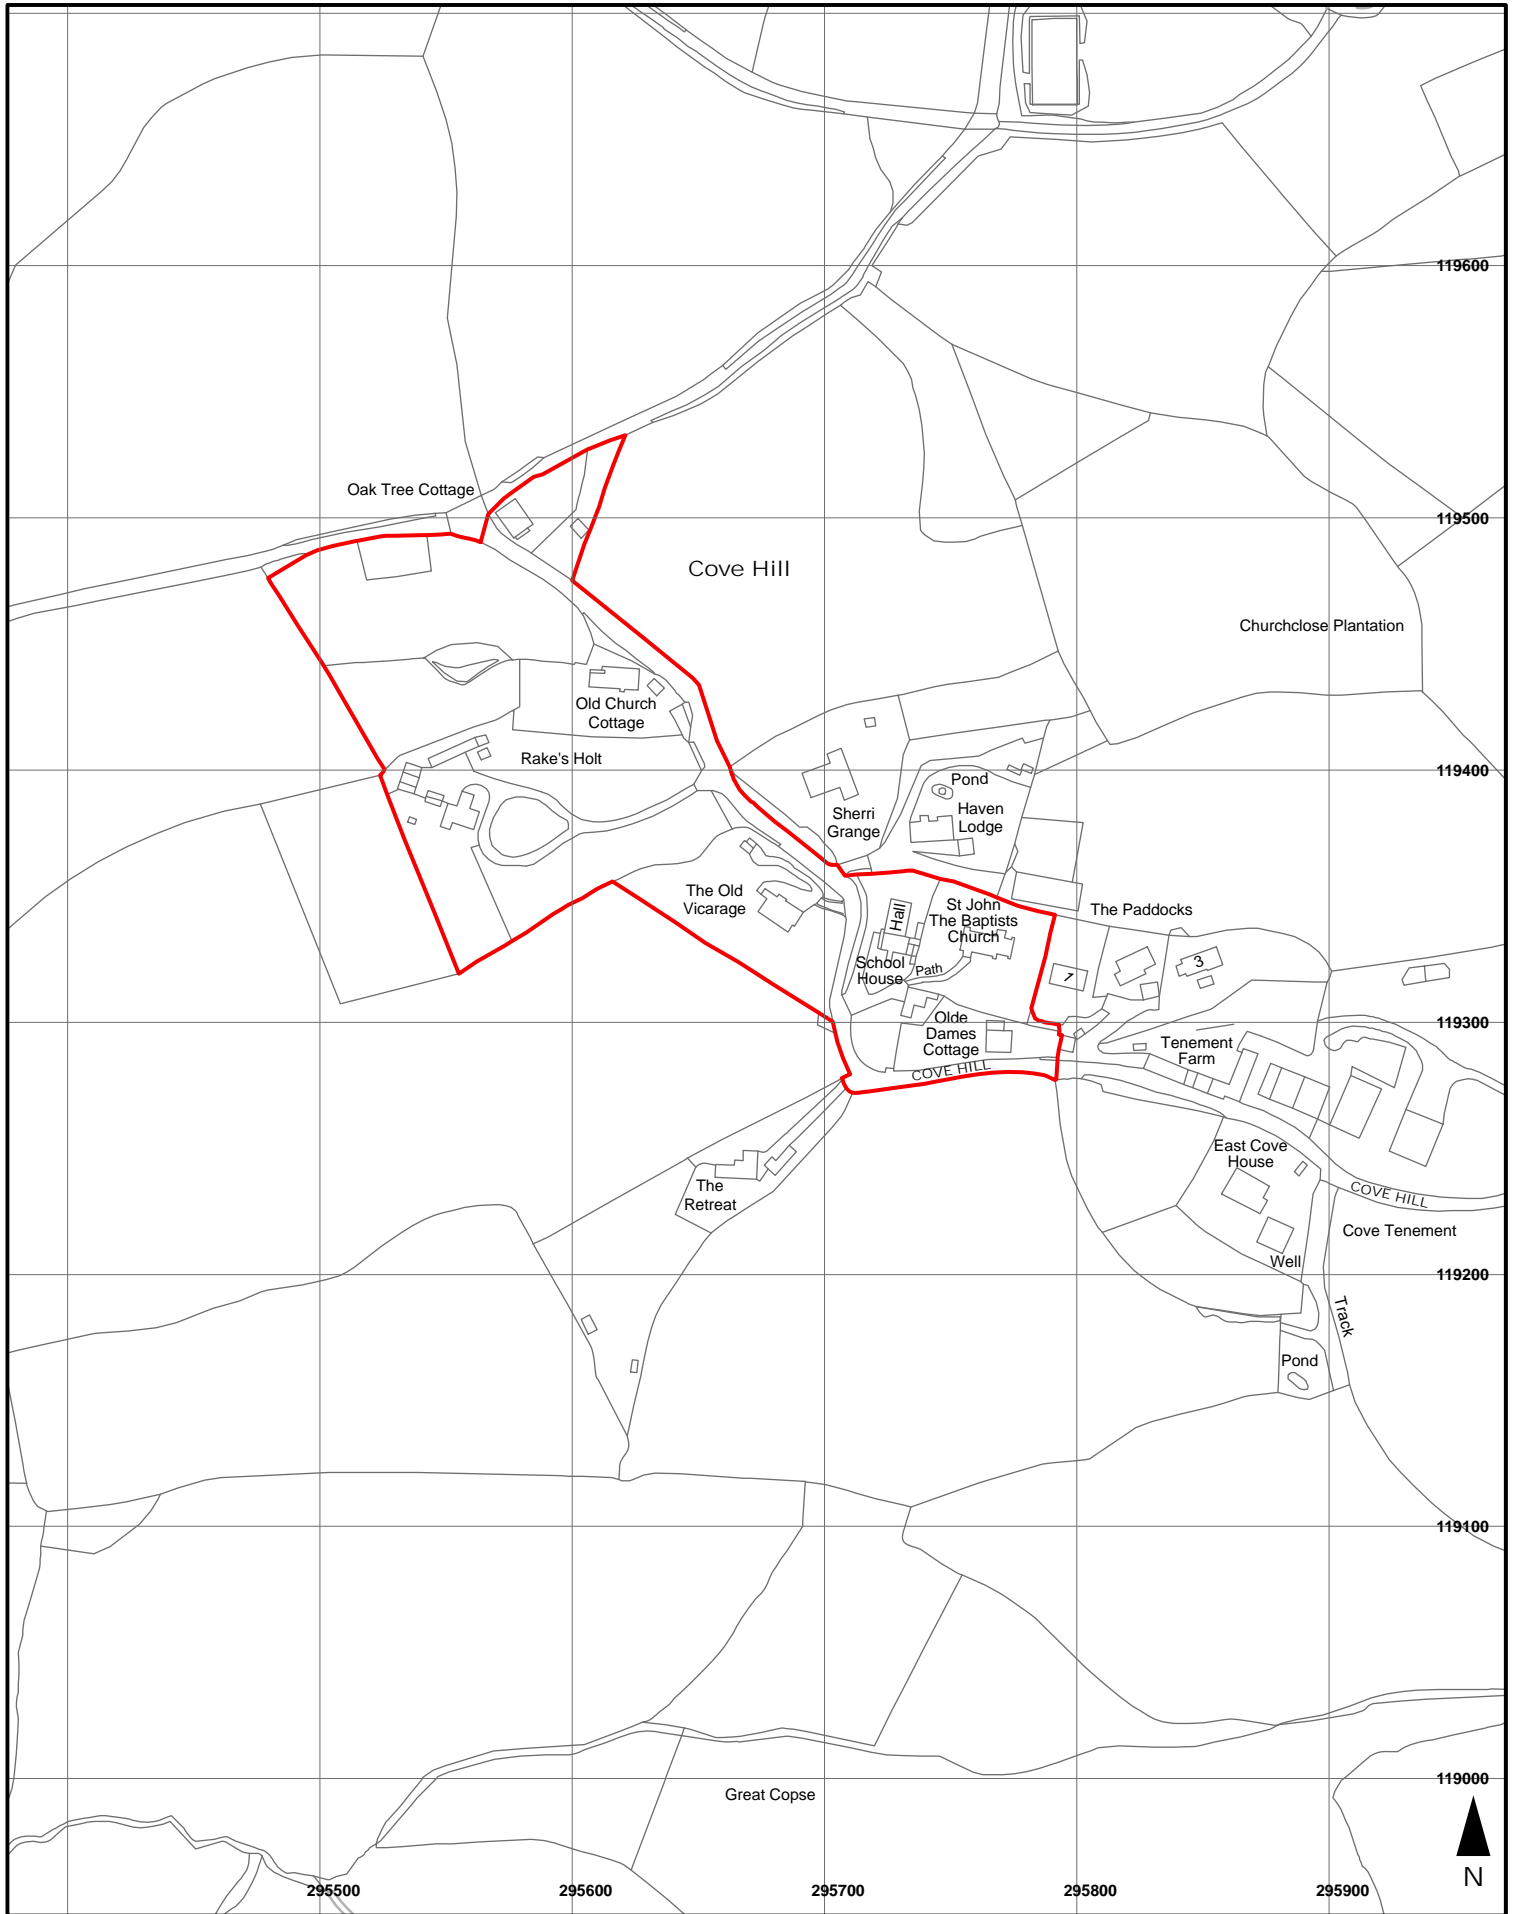 119600
Oak Tree Cottage
119500
Cove Hill
Churchclose Plantation
Old Church
Cottage
Rake's Holt
119400
Pond
Sherri
Grange
Haven
Lodge
The Old
Vicarage
Hall
St John
The Baptists
Church
The Paddocks
School
House
Path
1
3
119300
Olde
Dames
Cottage
COVE HILL
Tenement
Farm
East Cove
House
The
Retreat
COVE HILL
Cove Tenement
Well
119200
Track
Pond
119100
119000
Great Copse
N
295500
295600
295700
295800
295900